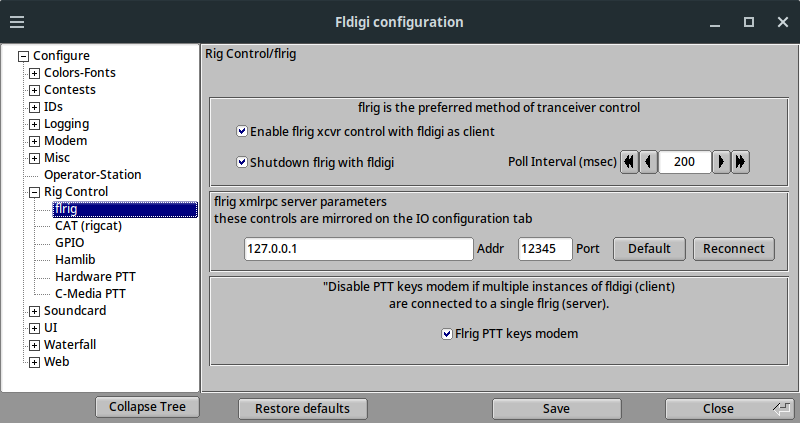 Fldigi configuration
Configure
Colors-Fonts
Contests
IDs
Logging
Modem
Misc
Operator-Station
Rig Control
flrig
CAT (rigcat)
GPIO
Hamlib
Hardware PTT
C-Media PTT
Soundcard
UI
Waterfall
Web
Collapse Tree
Rig Control/flrig
flrig is the preferred method of tranceiver control
Enable flrig xcvr control with fldigi as client
Shutdown flrig with fldigi Poll Interval (msec) 200
flrig xmlrpc server parameters
these controls are mirrored on the IO configuration tab
127.0.0.1 Addr 12345 Port Default Reconnect
"Disable PTT keys modem if multiple instances of fldigi (client)
are connected to a single flrig (server).
Flrig PTT keys modem
Restore defaults Save Close